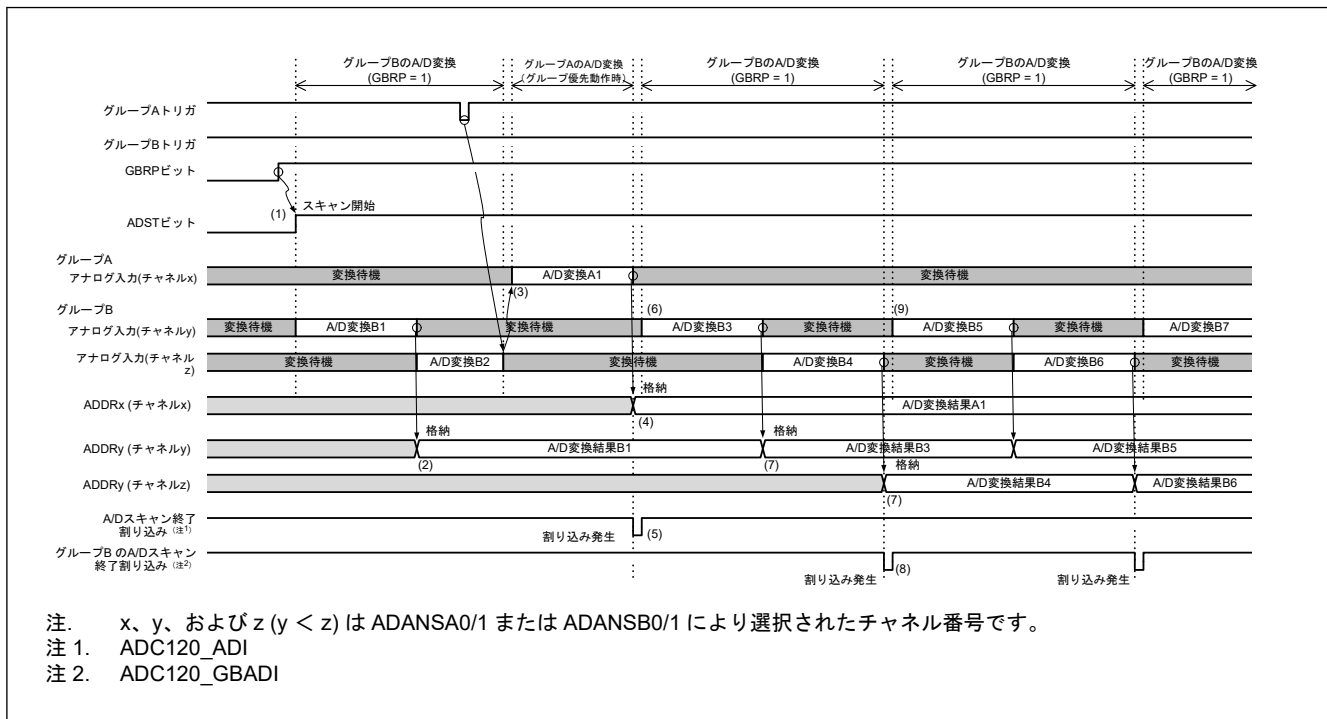 グループBのA/D変換
(GBRP = 1)
グループAのA/D変換
(グループ優先動作時)
グループBのA/D変換
(GBRP = 1)
グループBのA/D変換
(GBRP = 1)
グループBのA/D変換
(GBRP = 1)
グループAトリガ
グループBトリガ
GBRPビット
(1) スキャン開始
ADSTビット
グループA
アナログ入力(チャネルx) 変換待機 A/D変換A1 変換待機
(3)
グループB (6) (9)
アナログ入力(チャネルy) 変換待機 A/D変換B1 変換待機 A/D変換B3 変換待機 A/D変換B5 変換待機 A/D変換B7
アナログ入力(チャネル
z) 変換待機 A/D変換B2 変換待機 A/D変換B4 変換待機 A/D変換B6 変換待機
格納
ADDRx (チャネルx) A/D変換結果A1
(4)
格納 格納
ADDRy (チャネルy) A/D変換結果B1 A/D変換結果B3 A/D変換結果B5
(2) (7) 格納
ADDRy (チャネルz) A/D変換結果B4 A/D変換結果B6
(7)
A/Dスキャン終了
割り込み (注1) 割り込み発生 (5)
グループB のA/Dスキャン
終了割り込み (注2) (8)
割り込み発生 割り込み発生
注. x、y、および z (y < z) は ADANSA0/1 または ADANSB0/1 により選択されたチャネル番号です。
注 1. ADC120_ADI
注 2. ADC120_GBADI